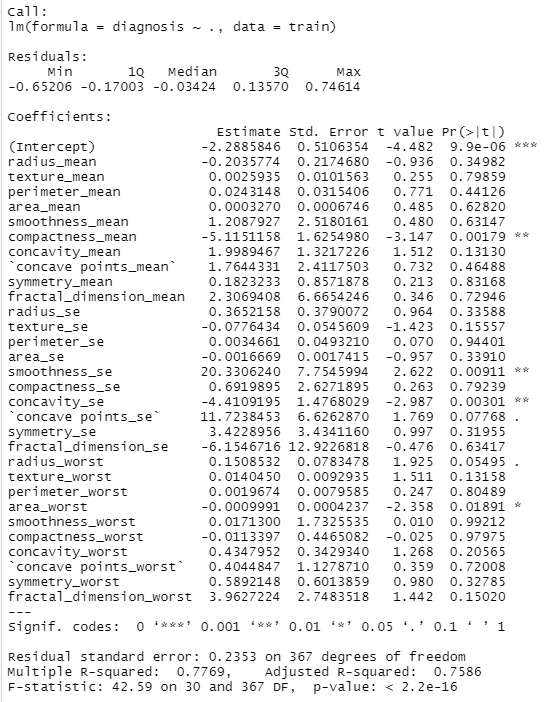 Call:
lm(formula = diagnosis ~ ., data = train)
Residuals:
Min 1Q Median 3Q Max
-0.65206 -0.17003 -0.03424 0.13570 0.74614
Coefficients:
Estimate Std. Error t value Pr(>|t|)
(Intercept) -2.2885846 0.5106354 -4.482 9.9e-06 ***
radius_mean -0.2035774 0.2174680 -0.936 0.34982
texture_mean 0.0025935 0.0101563 0.255 0.79859
perimeter_mean 0.0243148 0.0315406 0.771 0.44126
area_mean 0.0003270 0.0006746 0.485 0.62820
smoothness_mean 1.2087927 2.5180161 0.480 0.63147
compactness_mean -5.1151158 1.6254980 -3.147 0.00179 **
concavity_mean 1.9989467 1.3217226 1.512 0.13130
`concave points_mean` 1.7644331 2.4117503 0.732 0.46488
symmetry_mean 0.1823233 0.8571878 0.213 0.83168
fractal_dimension_mean 2.3069408 6.6654246 0.346 0.72946
radius_se 0.3652158 0.3790072 0.964 0.33588
texture_se -0.0776434 0.0545609 -1.423 0.15557
perimeter_se 0.0034661 0.0493210 0.070 0.94401
area_se -0.0016669 0.0017415 -0.957 0.33910
smoothness_se 20.3306240 7.7545994 2.622 0.00911 **
compactness_se 0.6919895 2.6271895 0.263 0.79239
concavity_se -4.4109195 1.4768029 -2.987 0.00301 **
`concave points_se` 11.7238453 6.6262870 1.769 0.07768 .
symmetry_se 3.4228956 3.4341160 0.997 0.31955
fractal_dimension_se -6.1546716 12.9226818 -0.476 0.63417
radius_worst 0.1508532 0.0783478 1.925 0.05495 .
texture_worst 0.0140450 0.0092935 1.511 0.13158
perimeter_worst 0.0019674 0.0079585 0.247 0.80489
area_worst -0.0009991 0.0004237 -2.358 0.01891 *
smoothness_worst 0.0171300 1.7325535 0.010 0.99212
compactness_worst -0.0113397 0.4465082 -0.025 0.97975
concavity_worst 0.4347952 0.3429340 1.268 0.20565
`concave points_worst` 0.4044847 1.1278710 0.359 0.72008
symmetry_worst 0.5892148 0.6013859 0.980 0.32785
fractal_dimension_worst 3.9627224 2.7483518 1.442 0.15020
---
Signif. codes: 0 ‘***’ 0.001 ‘**’ 0.01 ‘*’ 0.05 ‘.’ 0.1 ‘ ’ 1
Residual standard error: 0.2353 on 367 degrees of freedom
Multiple R-squared: 0.7769, Adjusted R-squared: 0.7586
F-statistic: 42.59 on 30 and 367 DF, p-value: < 2.2e-16